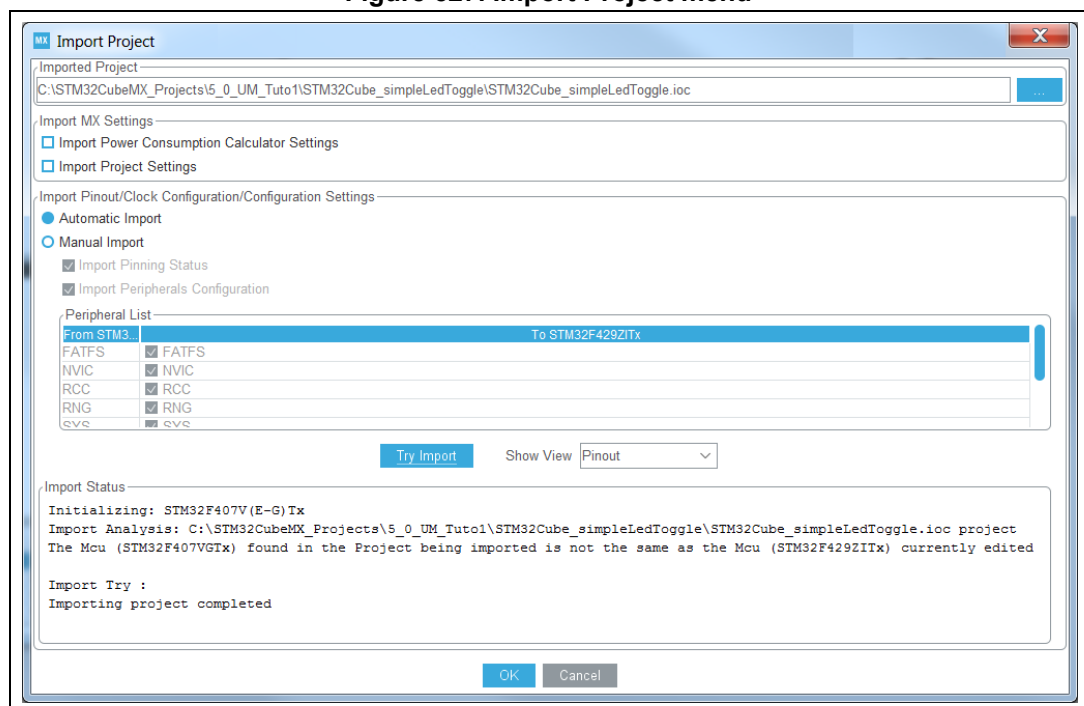 MX Import Project X
Imported Project
C:\STM32CubeMX_Projects\5_0_UM_Tuto1\STM32Cube_simpleLedToggle\STM32Cube_simpleLedToggle.ioc ...
Import MX Settings
Import Power Consumption Calculator Settings
Import Project Settings
Import Pinout/Clock Configuration/Configuration Settings
Automatic Import
Manual Import
Import Pinning Status
Import Peripherals Configuration
Peripheral List
From STM3... To STM32F429ZITx
FATFS FATFS
NVIC NVIC
RCC RCC
RNG RNG
SYS SYS
Try Import Show View Pinout
Import Status
Initializing: STM32F407V(E-G)Tx
Import Analysis: C:\STM32CubeMX_Projects\5_0_UM_Tuto1\STM32Cube_simpleLedToggle\STM32Cube_simpleLedToggle.ioc project
The Mcu (STM32F407VGTx) found in the Project being imported is not the same as the Mcu (STM32F429ZITx) currently edited
Import Try :
Importing project completed
OK Cancel